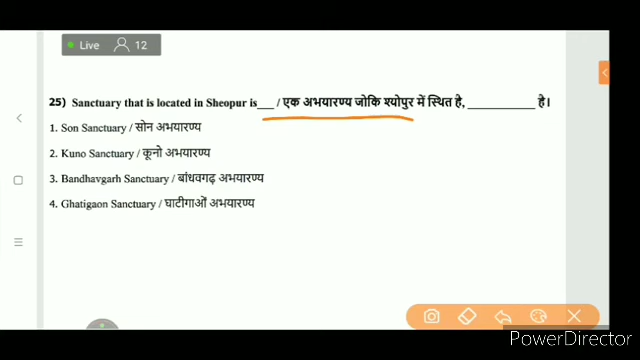 Live 12
25) Sanctuary that is located in Sheopur is___ / एक अभयारण्य जोकि श्योपुर में स्थित हे, ____________ हे।
1. Son Sanctuary / सोन अभयारण्य
2. Kuno Sanctuary / कूनो अभयारण्य
3. Bandhavgarh Sanctuary / बांधवगढ़ अभयारण्य
4. Ghatigaon Sanctuary / घाटीगाओं अभयारण्य
PowerDirector